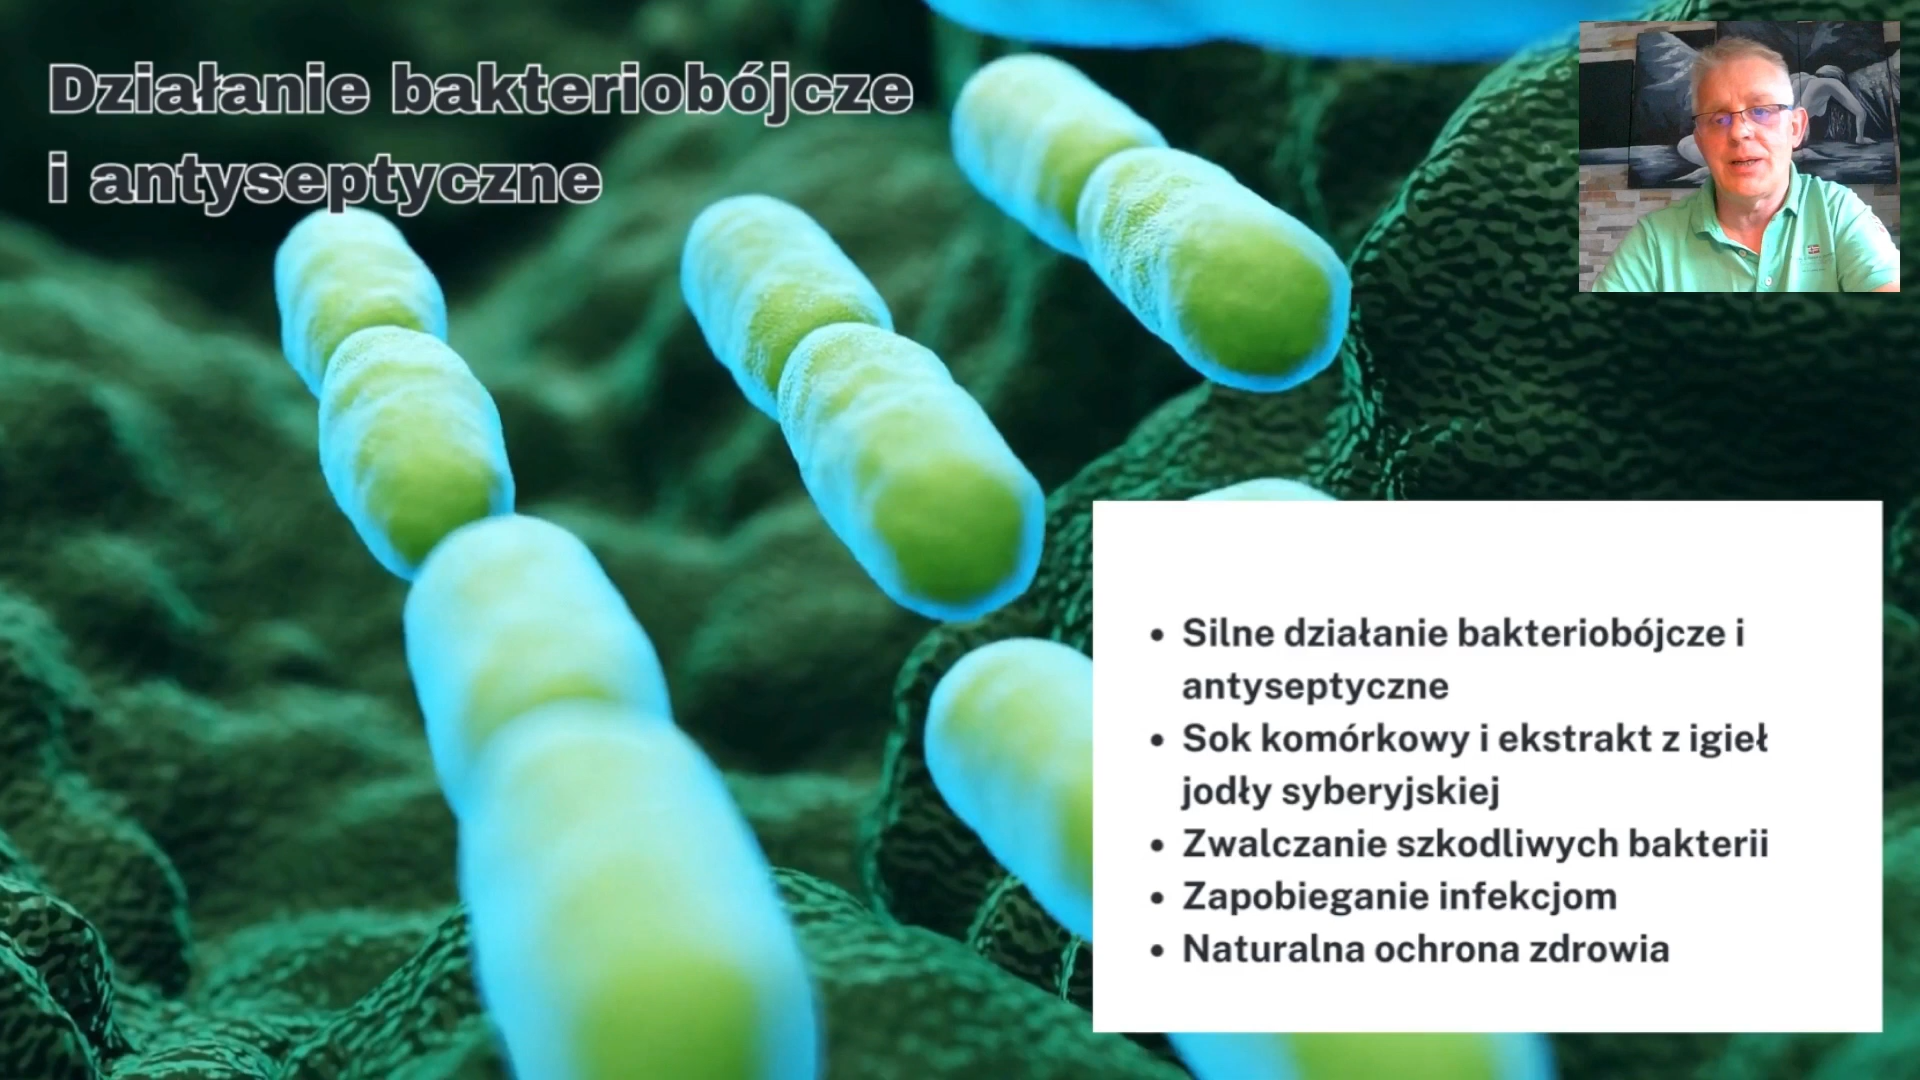 Działanie bakteriobójcze
i antyseptyczne
• Silne działanie bakteriobójcze i
antyseptyczne
• Sok komórkowy i ekstrakt z igieł
jodły syberyjskiej
• Zwalczanie szkodliwych bakterii
• Zapobieganie infekcjom
• Naturalna ochrona zdrowia